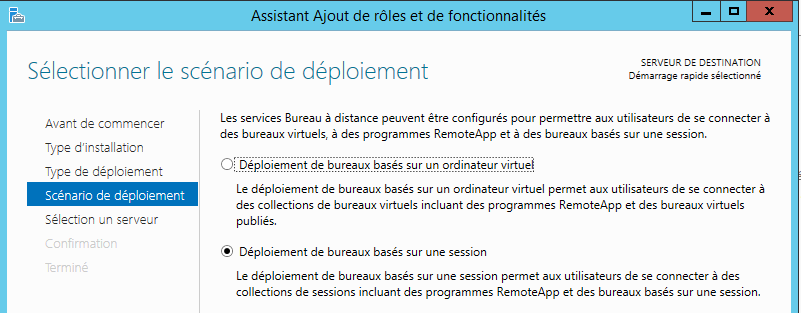 Assistant Ajout de rôles et de fonctionnalités
Sélectionner le scénario de déploiement
SERVEUR DE DESTINATION
Démarrage rapide sélectionné
Avant de commencer
Type d'installation
Type de déploiement
Scénario de déploiement
Sélection un serveur
Confirmation
Terminé
Les services Bureau à distance peuvent être configurés pour permettre aux utilisateurs de se connecter à
des bureaux virtuels, à des programmes RemoteApp et à des bureaux basés sur une session.
Déploiement de bureaux basés sur un ordinateur virtuel
Le déploiement de bureaux basés sur un ordinateur virtuel permet aux utilisateurs de se connecter à
des collections de bureaux virtuels incluant des programmes RemoteApp et des bureaux virtuels
publiés.
Déploiement de bureaux basés sur une session
Le déploiement de bureaux basés sur une session permet aux utilisateurs de se connecter à des
collections de sessions incluant des programmes RemoteApp et des bureaux basés sur une session.